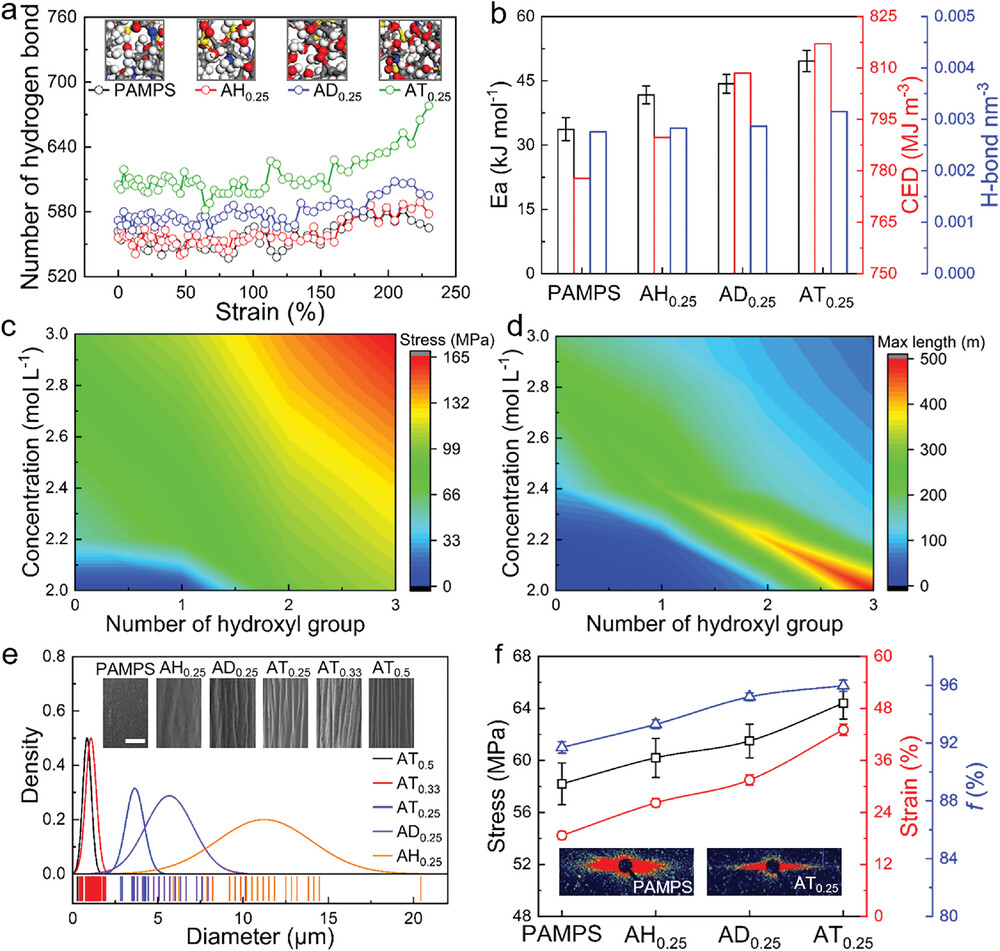 a
760
700
640
580
520
Number of hydrogen bond
PAMPS AH0.25 AD0.25 AT0.25
0 50 100 150 200 250
Strain (%)
b
60
45
30
15
0
Ea (kJ mol-1)
825
810
795
780
765
750
CED (MJ m-3)
0.005
0.004
0.003
0.002
0.001
0.000
H-bond nm-3
PAMPS AH0.25 AD0.25 AT0.25
c
3.0
2.8
2.6
2.4
2.2
2.0
Concentration (mol L-1)
0 1 2 3
Number of hydroxyl group
Stress (MPa)
165
132
99
66
33
0
d
3.0
2.8
2.6
2.4
2.2
2.0
Concentration (mol L-1)
0 1 2 3
Number of hydroxyl group
Max length (m)
500
400
300
200
100
0
e
0.8
0.6
0.4
0.2
0.0
Density
PAMPS AH0.25 AD0.25 AT0.25 AT0.33 AT0.5
AT0.5
AT0.33
AT0.25
AD0.25
AH0.25
0 5 10 15 20
Diameter (µm)
f
68
64
60
56
52
48
Stress (MPa)
60
48
36
24
12
0
Strain (%)
96
92
88
84
80
f (%)
PAMPS
AT0.25
PAMPS AH0.25 AD0.25 AT0.25